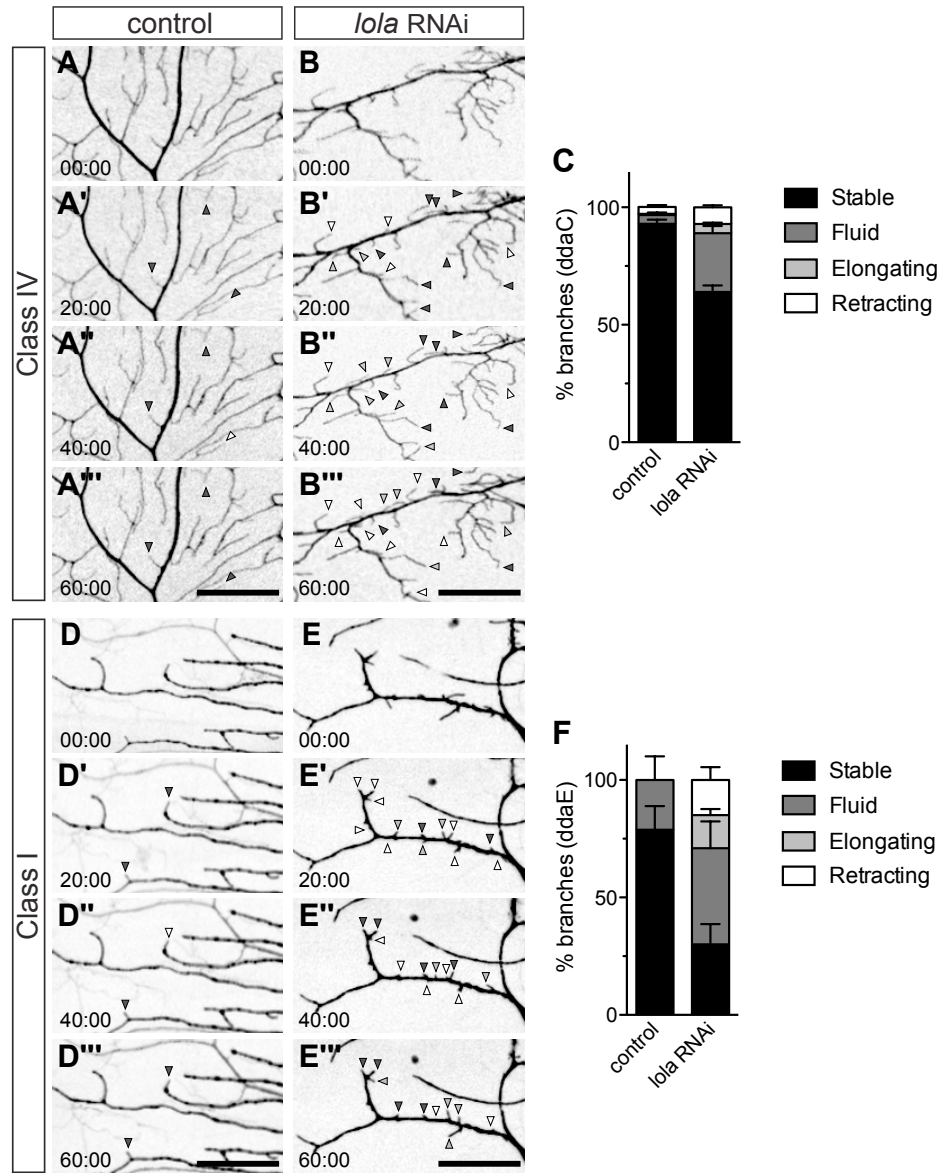 control
lola RNAi
Class IV
A
00:00
B
00:00
A'
20:00
B'
20:00
A''
40:00
B''
40:00
A'''
60:00
B'''
60:00
C
% branches (ddaC)
100
50
0
control
lola RNAi
Stable
Fluid
Elongating
Retracting
Class I
D
00:00
E
00:00
D'
20:00
E'
20:00
D''
40:00
E''
40:00
D'''
60:00
E'''
60:00
F
% branches (ddaE)
100
50
0
control
lola RNAi
Stable
Fluid
Elongating
Retracting